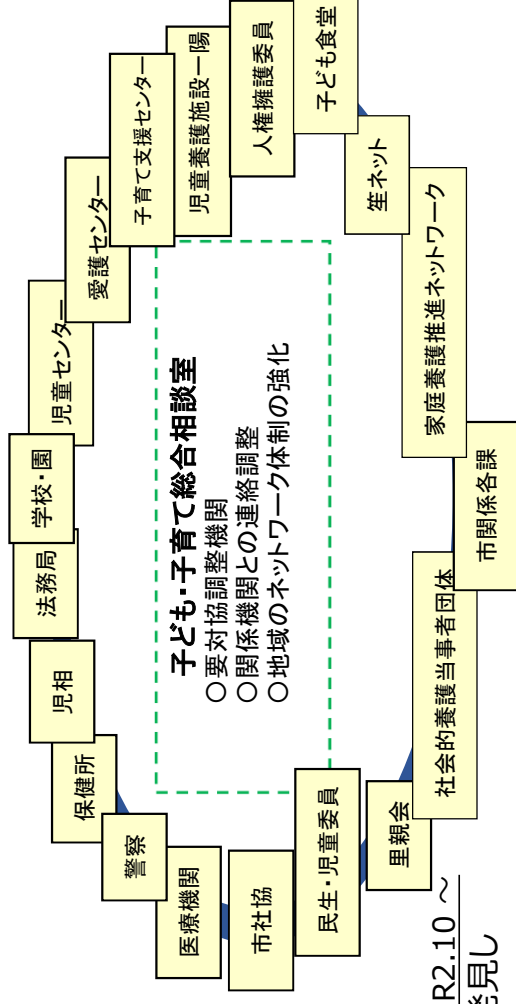 子ども・子育て総合相談室
○要対協調整機関
○関係機関との連絡調整
○地域のネットワーク体制の強化
法務局
学校・園
児童センター
愛護センター
子育て支援センター
児童養護施設一陽
人権擁護委員
子ども食堂
笙ネット
家庭養護推進ネットワーク
市関係各課
社会的養護当事者団体
里親会
民生・児童委員
市社協
医療機関
警察
保健所
児相
R2.10 ～
発見し